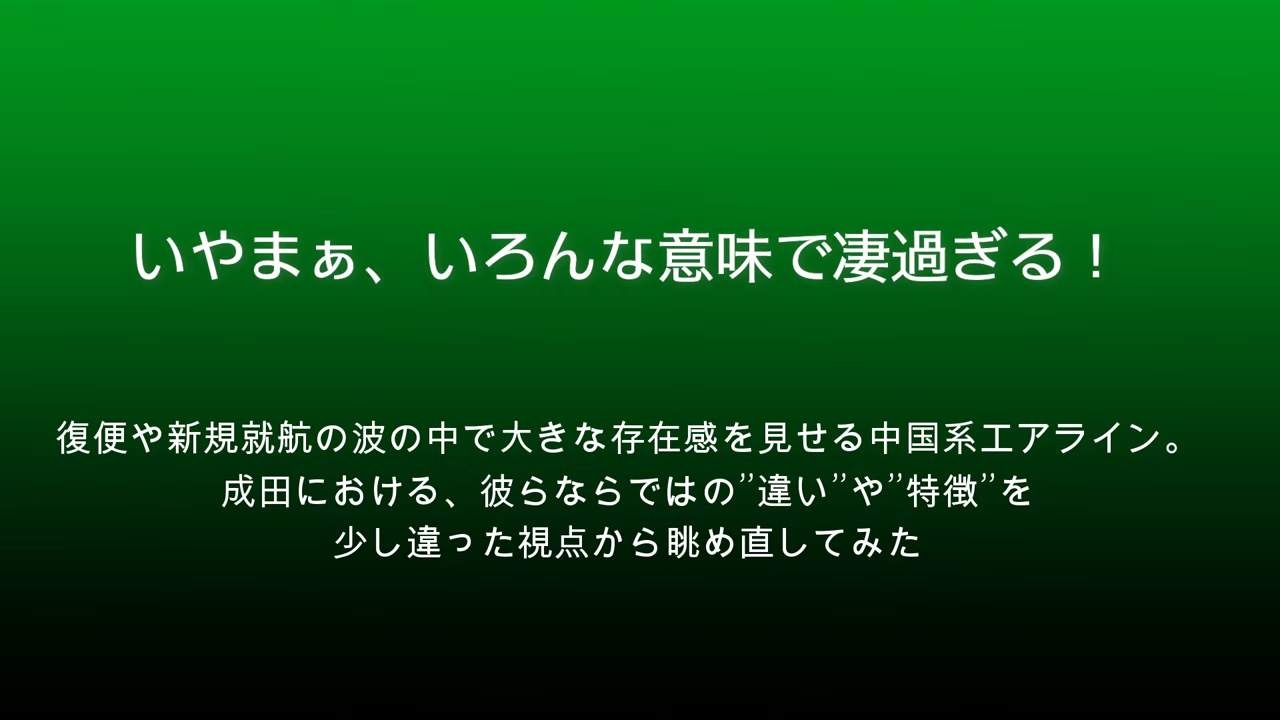 いやまぁ、いろんな意味で凄過ぎる！
復便や新規就航の波の中で大きな存在感を見せる中国系エアライン。
成田における、彼らならではの”違い”や”特徴”を
少し違った視点から眺め直してみた